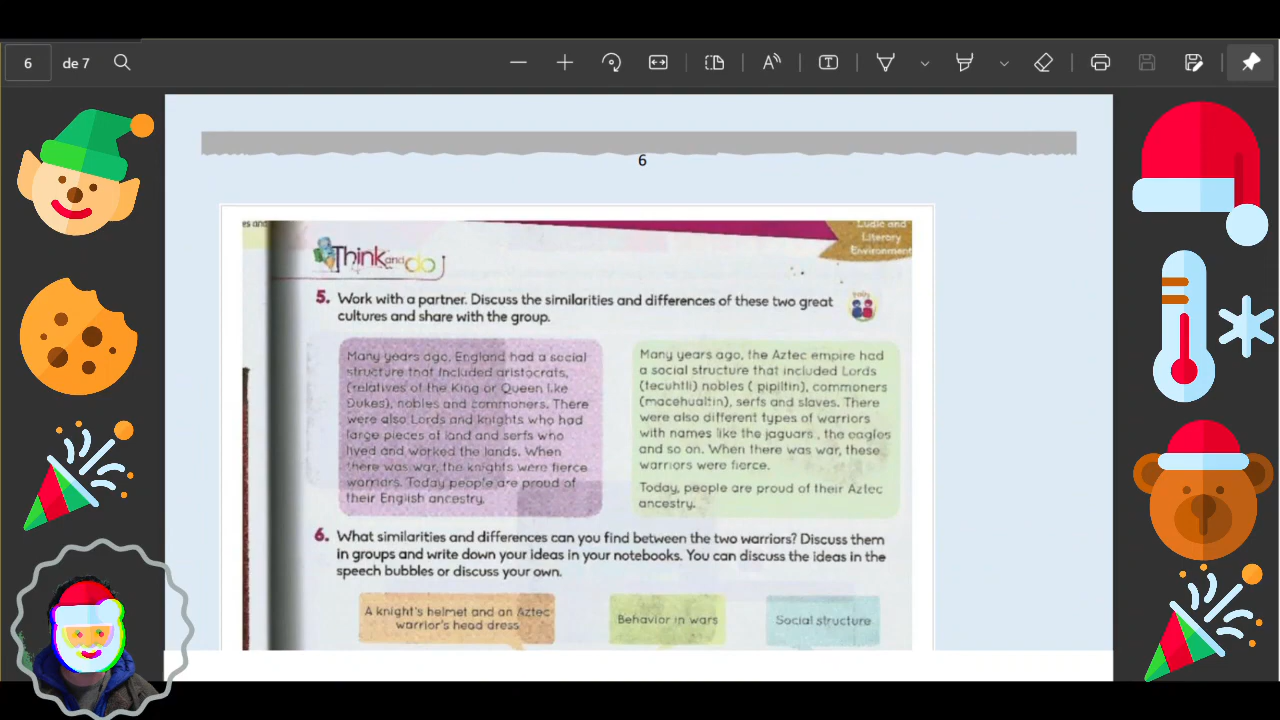 6 de 7
6
es and
Ludic and
Literary
Environment
Think and do
5. Work with a partner. Discuss the similarities and differences of these two great
cultures and share with the group.
Many years ago, England had a social
structure that included aristocrats,
(relatives of the King or Queen like
Dukes), nobles and commoners. There
were also Lords and knights who had
large pieces of land and serfs who
lived and worked the lands. When
there was war, the knights were fierce
warriors. Today people are proud of
their English ancestry.
Many years ago, the Aztec empire had
a social structure that included Lords
(tecuhtli) nobles ( pipiltin), commoners
(macehualtin), serfs and slaves. There
were also different types of warriors
with names like the jaguars , the eagles
and so on. When there was war, these
warriors were fierce.
Today, people are proud of their Aztec
ancestry.
6. What similarities and differences can you find between the two warriors? Discuss them
in groups and write down your ideas in your notebooks. You can discuss the ideas in the
speech bubbles or discuss your own.
A knight's helmet and an Aztec
warrior's head dress
Behavior in wars
Social structure